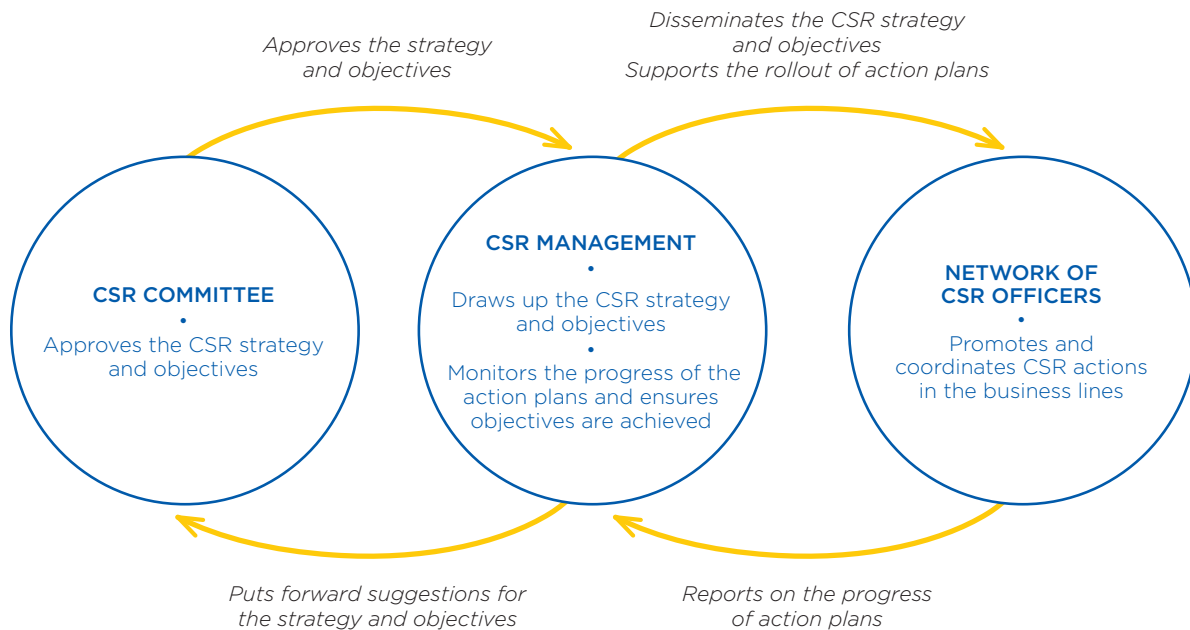 Approves the strategy
and objectives
Disseminates the CSR strategy
and objectives
Supports the rollout of action plans
CSR COMMITTEE
•
Approves the CSR strategy
and objectives
CSR MANAGEMENT
•
Draws up the CSR strategy
and objectives
•
Monitors the progress of the
action plans and ensures
objectives are achieved
NETWORK OF
CSR OFFICERS
•
Promotes and
coordinates CSR actions
in the business lines
Puts forward suggestions for
the strategy and objectives
Reports on the progress
of action plans